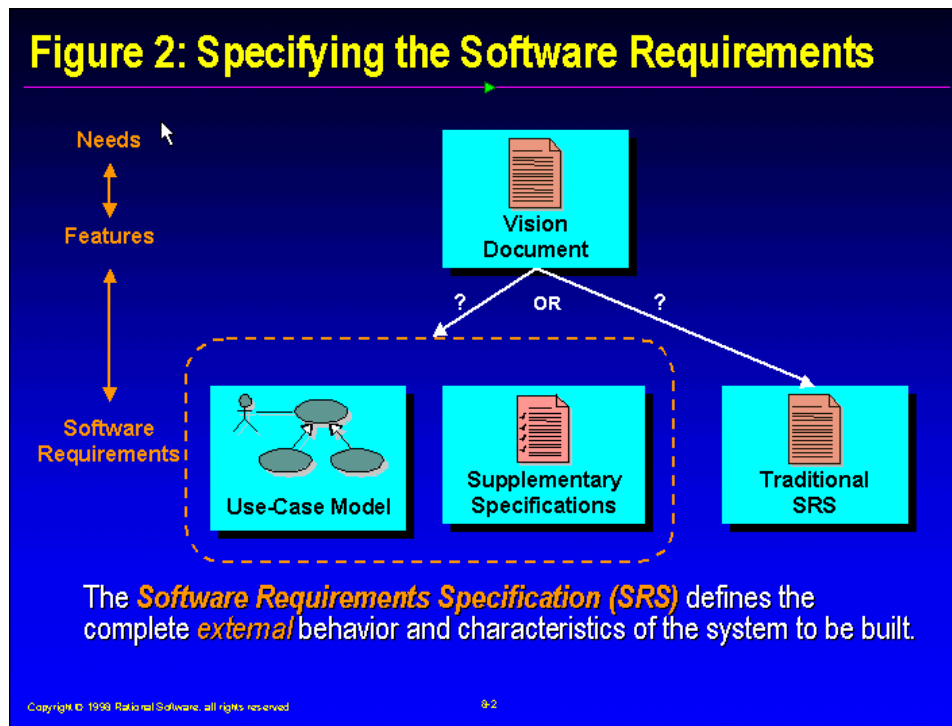 Figure 2: Specifying the Software Requirements
Needs
Features
Software
Requirements
Vision
Document
?
OR
?
Use-Case Model
Supplementary
Specifications
Traditional
SRS
The Software Requirements Specification (SRS) defines the
complete external behavior and characteristics of the system to be built.
Copyright © 1998 Rational Software, all rights reserved
8-2